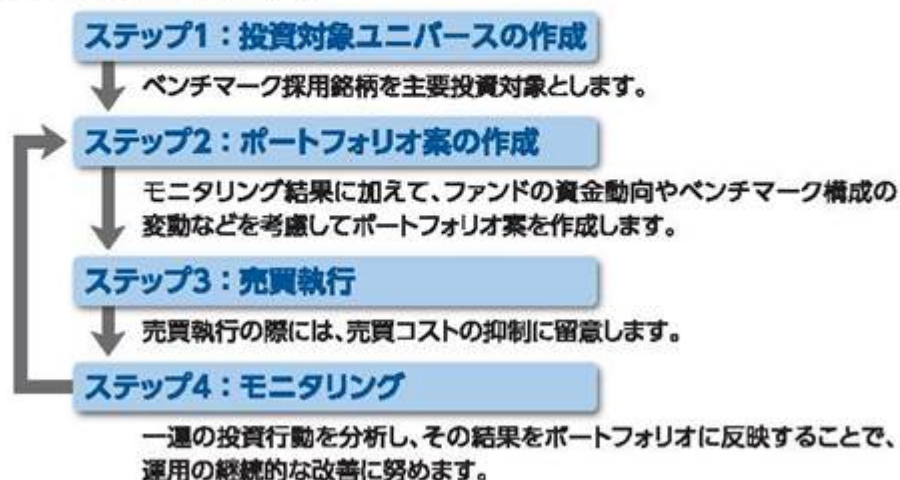 ステップ1：投資対象ユニバースの作成
ベンチマーク採用銘柄を主要投資対象とします。
ステップ2：ポートフォリオ案の作成
モニタリング結果に加えて、ファンドの資金動向やベンチマーク構成の
変動などを考慮してポートフォリオ案を作成します。
ステップ3：売買執行
売買執行の際には、売買コストの抑制に留意します。
ステップ4：モニタリング
一連の投資行動を分析し、その結果をポートフォリオに反映することで、
運用の継続的な改善に努めます。